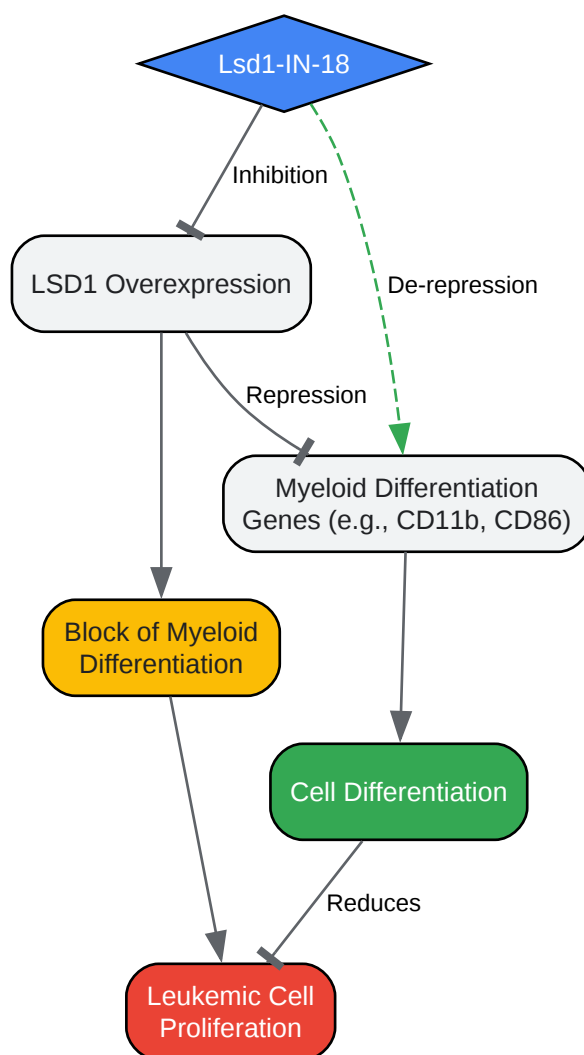 Lsd1-IN-18
Inhibition
LSD1 Overexpression
De-repression
Repression
Myeloid Differentiation
Genes (e.g., CD11b, CD86)
Block of Myeloid
Differentiation
Cell Differentiation
Reduces
Leukemic Cell
Proliferation